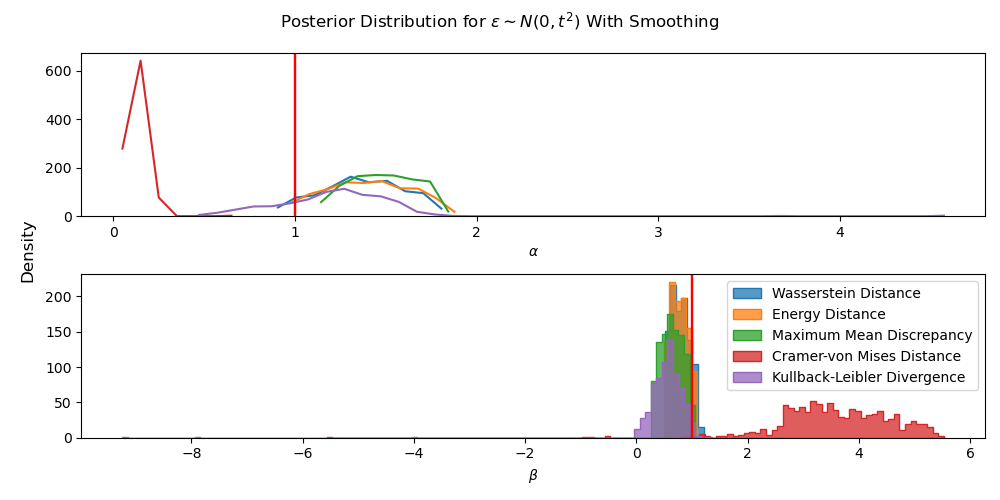 Posterior Distribution for ε ~ N(0, t²) With Smoothing
600
400
200
0
0 1 2 3 4
α
Density
200
150
100
50
0
Wasserstein Distance
Energy Distance
Maximum Mean Discrepancy
Cramer-von Mises Distance
Kullback-Leibler Divergence
−8 −6 −4 −2 0 2 4 6
β